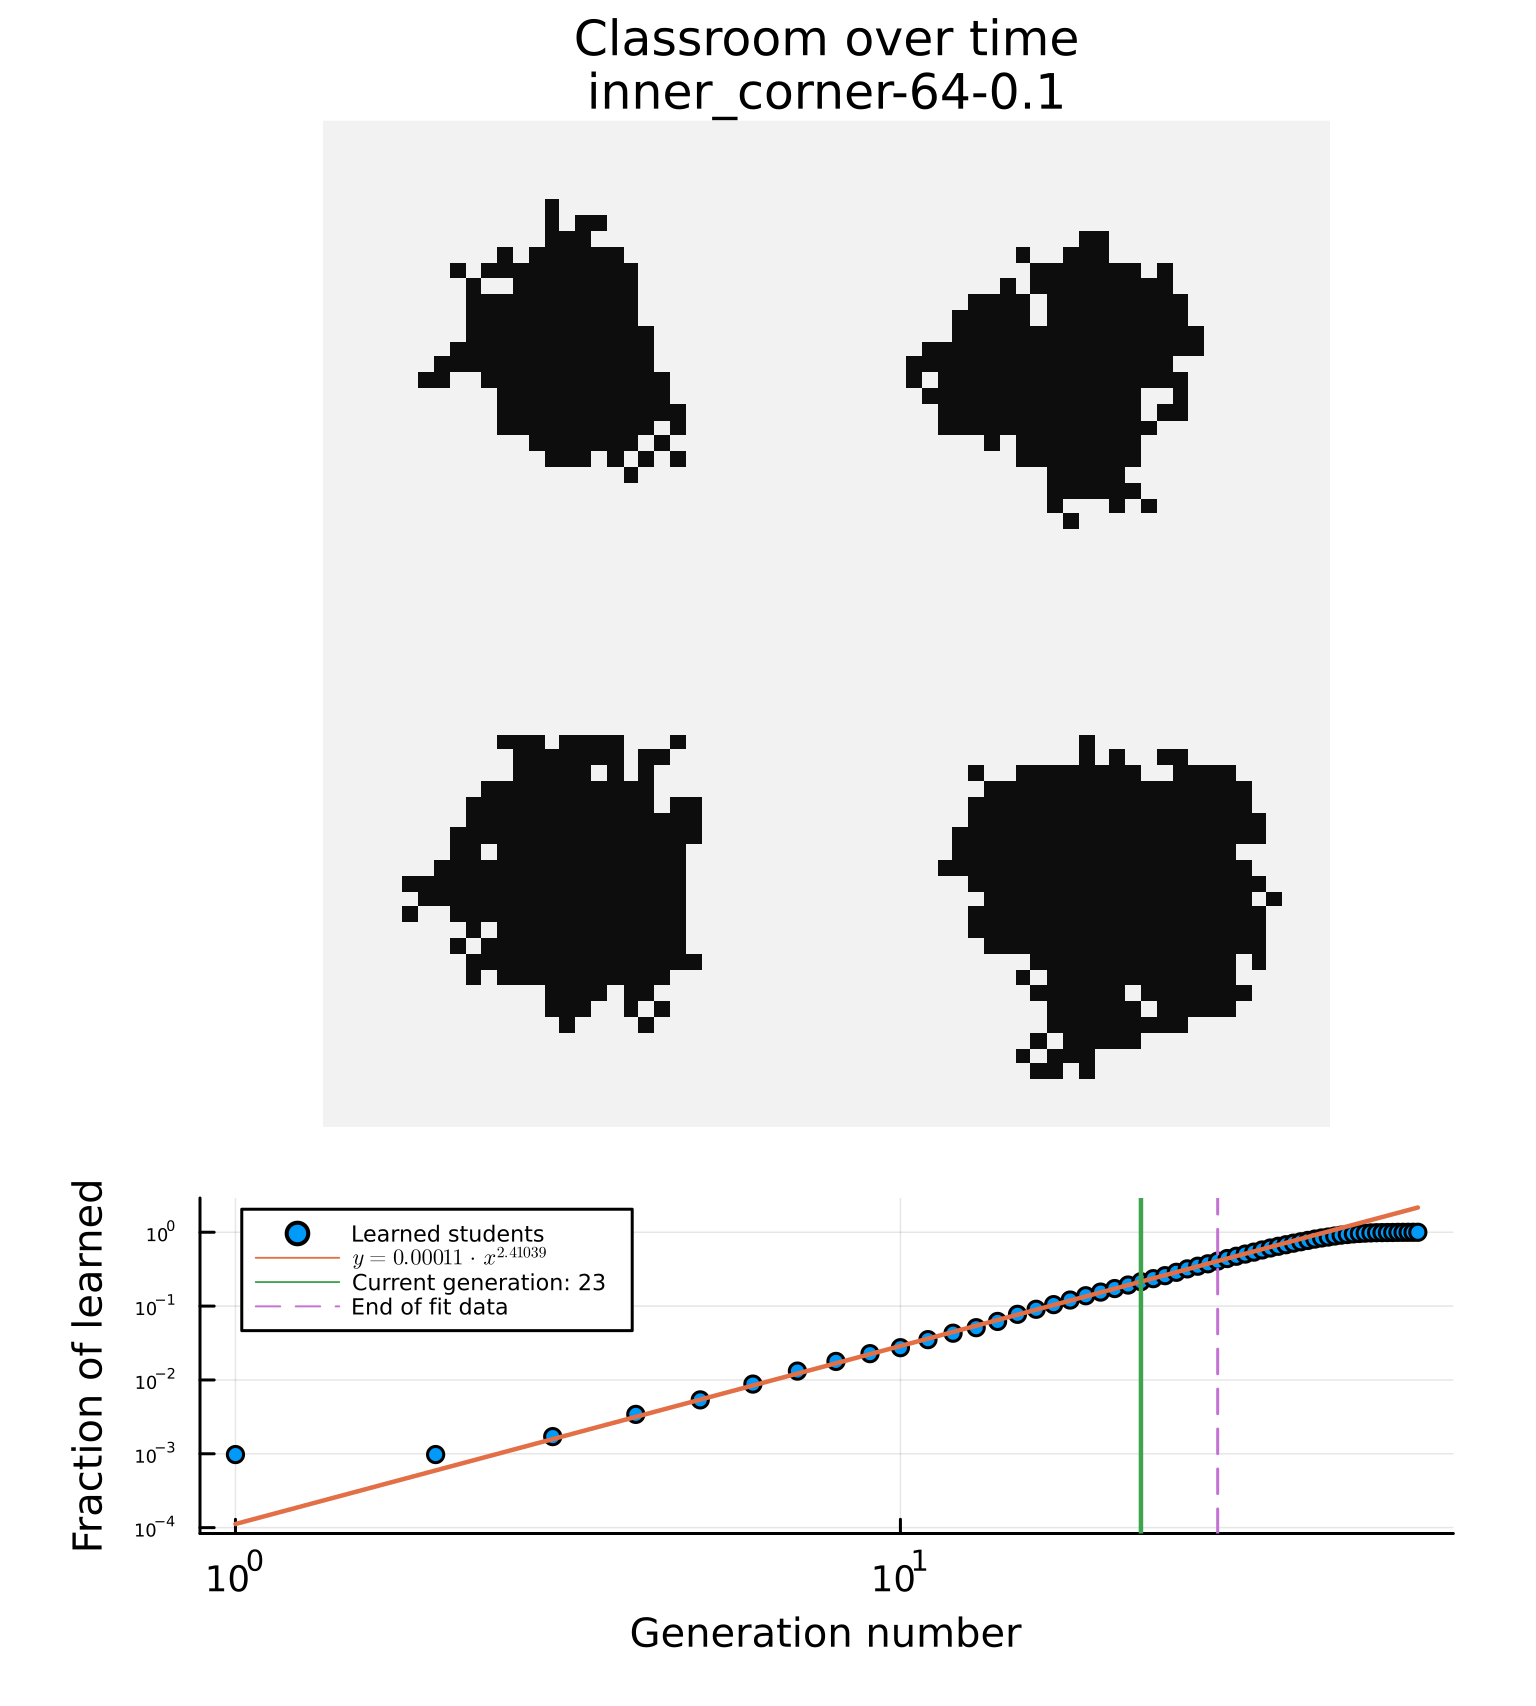 Classroom over time
inner_corner-64-0.1
Fraction of learned
10^0
10^-1
10^-2
10^-3
10^-4
Learned students
y = 0.00011 · x^2.41039
Current generation: 23
End of fit data
10^0
10^1
Generation number